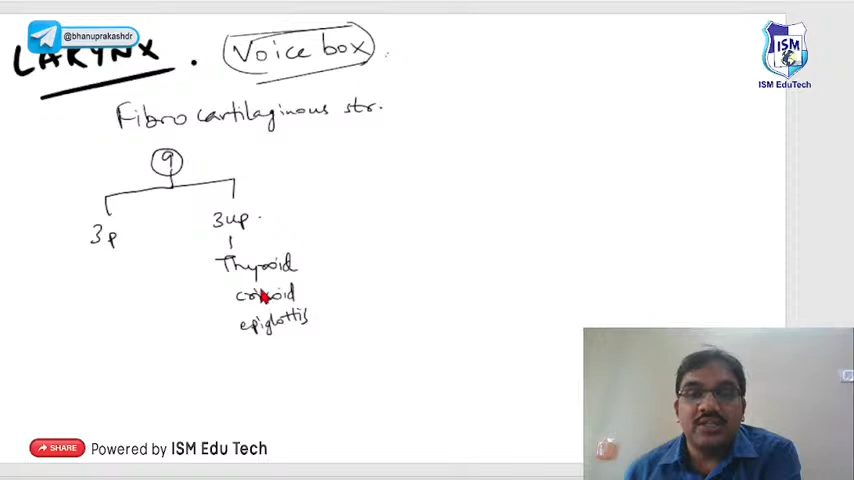 @bhanuprakashdr
LARYNX . Voice box
ISM
ISM EduTech
Fibro cartilaginous str.
9
3p 3up.
Thyroid
cricoid
epiglottis
SHARE Powered by ISM Edu Tech